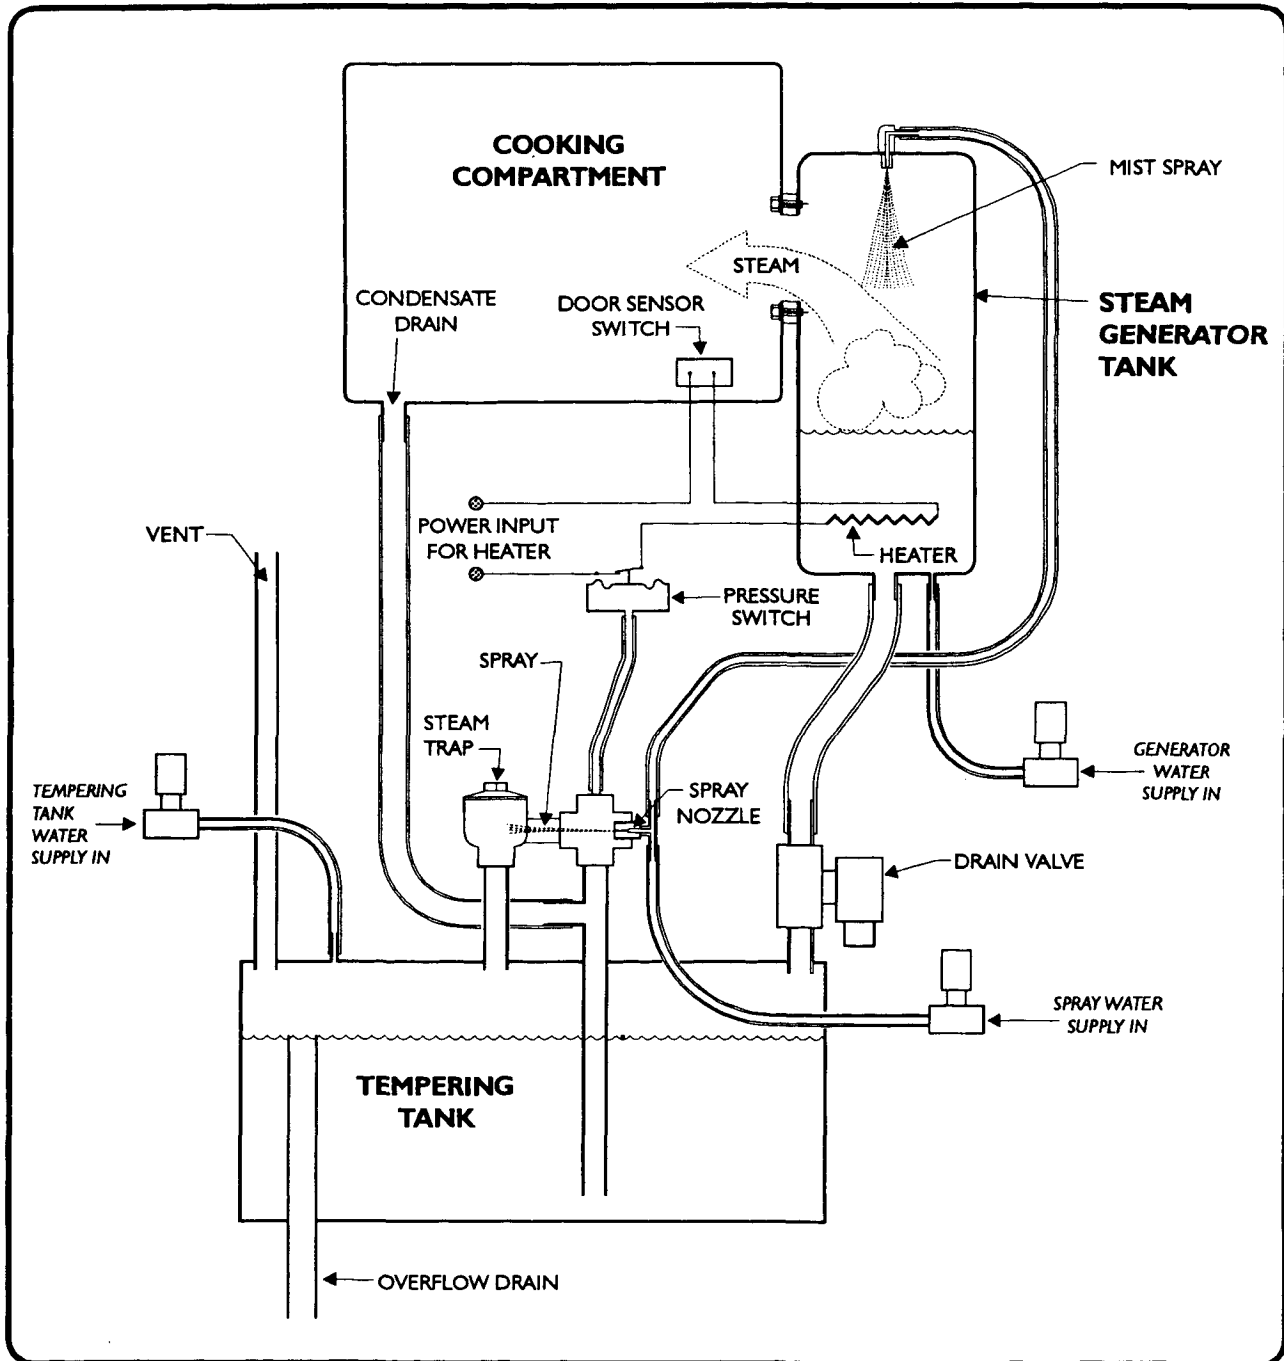 COOKING
COMPARTMENT
MIST SPRAY
STEAM
CONDENSATE
DRAIN
DOOR SENSOR
SWITCH
STEAM
GENERATOR
TANK
VENT
POWER INPUT
FOR HEATER
HEATER
PRESSURE
SWITCH
SPRAY
STEAM
TRAP
SPRAY
NOZZLE
GENERATOR
WATER
SUPPLY IN
TEMPERING
TANK
WATER
SUPPLY IN
DRAIN VALVE
SPRAY WATER
SUPPLY IN
TEMPERING
TANK
OVERFLOW DRAIN